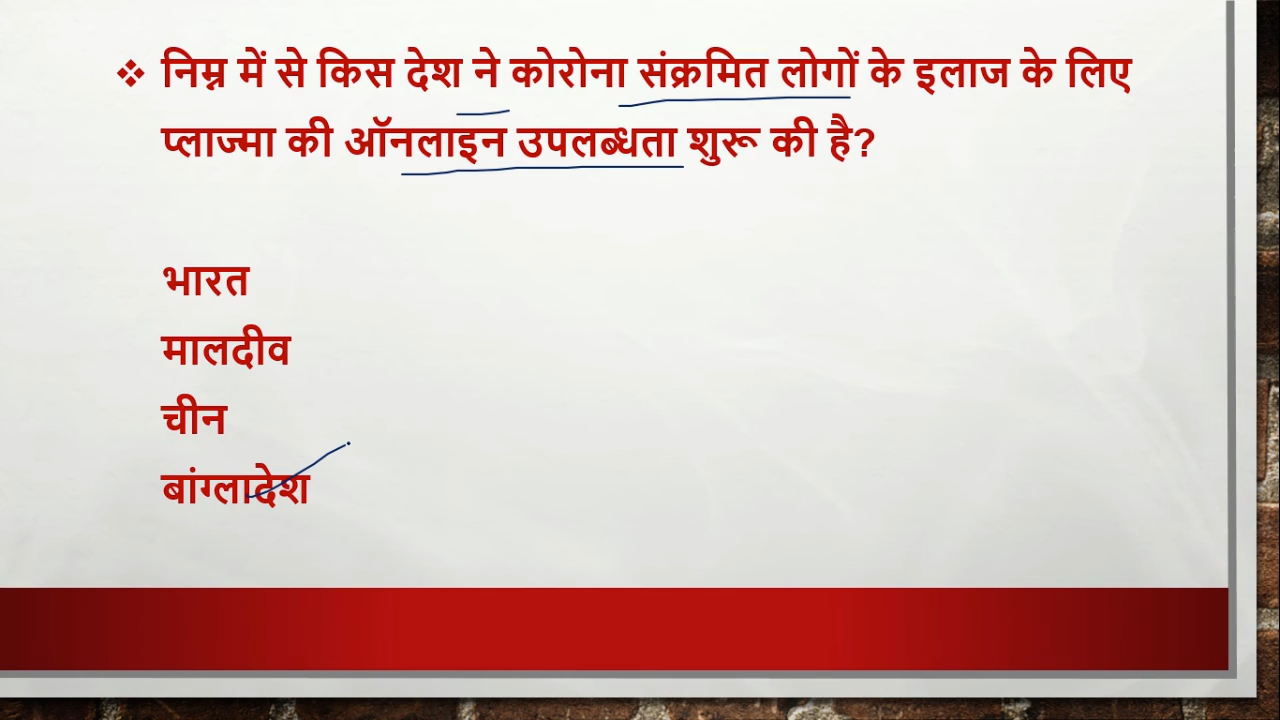 ❖ निम्न में से किस देश ने कोरोना संक्रमित लोगों के इलाज के लिए
प्लाज्मा की ऑनलाइन उपलब्धता शुरू की है?
भारत
मालदीव
चीन
बांग्लादेश